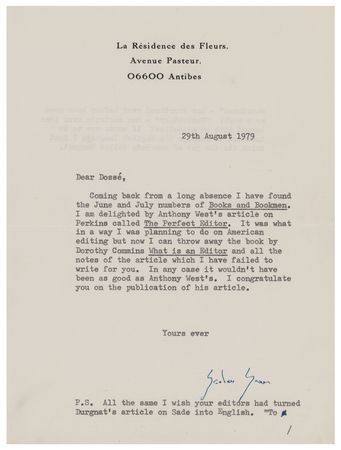 La Résidence des Fleurs,
Avenue Pasteur,
06600 Antibes
29th August 1979
Dear Dossé,
Coming back from a long absence I have found
the June and July numbers of Books and Bookmen.
I am delighted by Anthony West's article on
Perkins called The Perfect Editor. It was what
in a way I was planning to do on American
editing but now I can throw away the book by
Dorothy Commins What is an Editor and all the
notes of the article which I have failed to
write for you. In any case it wouldn't have
been as good as Anthony West's. I congratulate
you on the publication of his article.
Yours ever
P.S. All the same I wish your editors had turned
Durgnat's article on Sade into English. "To
/